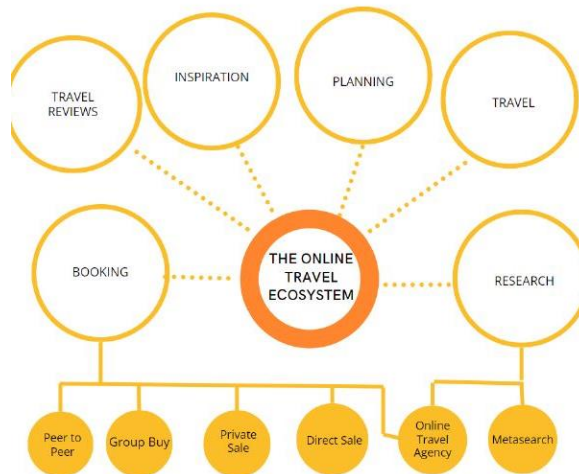 TRAVEL
REVIEWS
INSPIRATION
PLANNING
TRAVEL
BOOKING
THE ONLINE
TRAVEL
ECOSYSTEM
RESEARCH
Peer to
Peer
Group Buy
Private
Sale
Direct Sale
Online
Travel
Agency
Metasearch